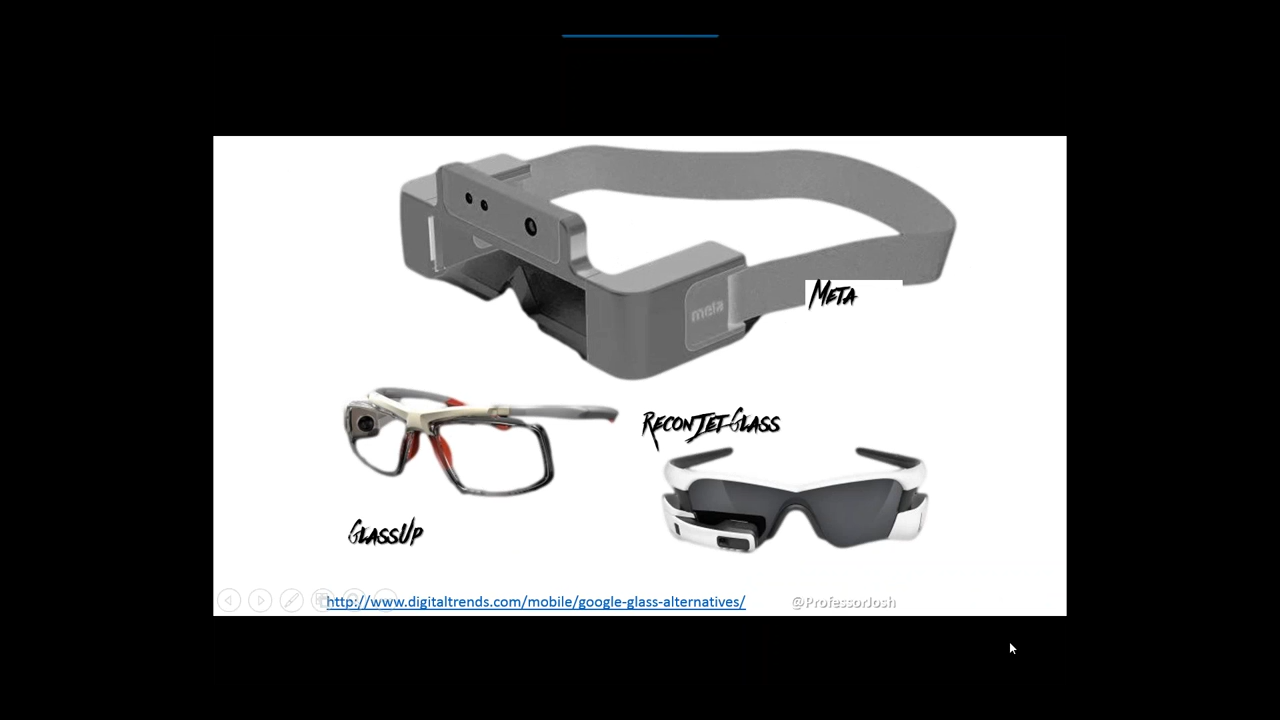 meta
Meta
ReconJetGlass
GlassUp
http://www.digitaltrends.com/mobile/google-glass-alternatives/
@ProfessorJosh